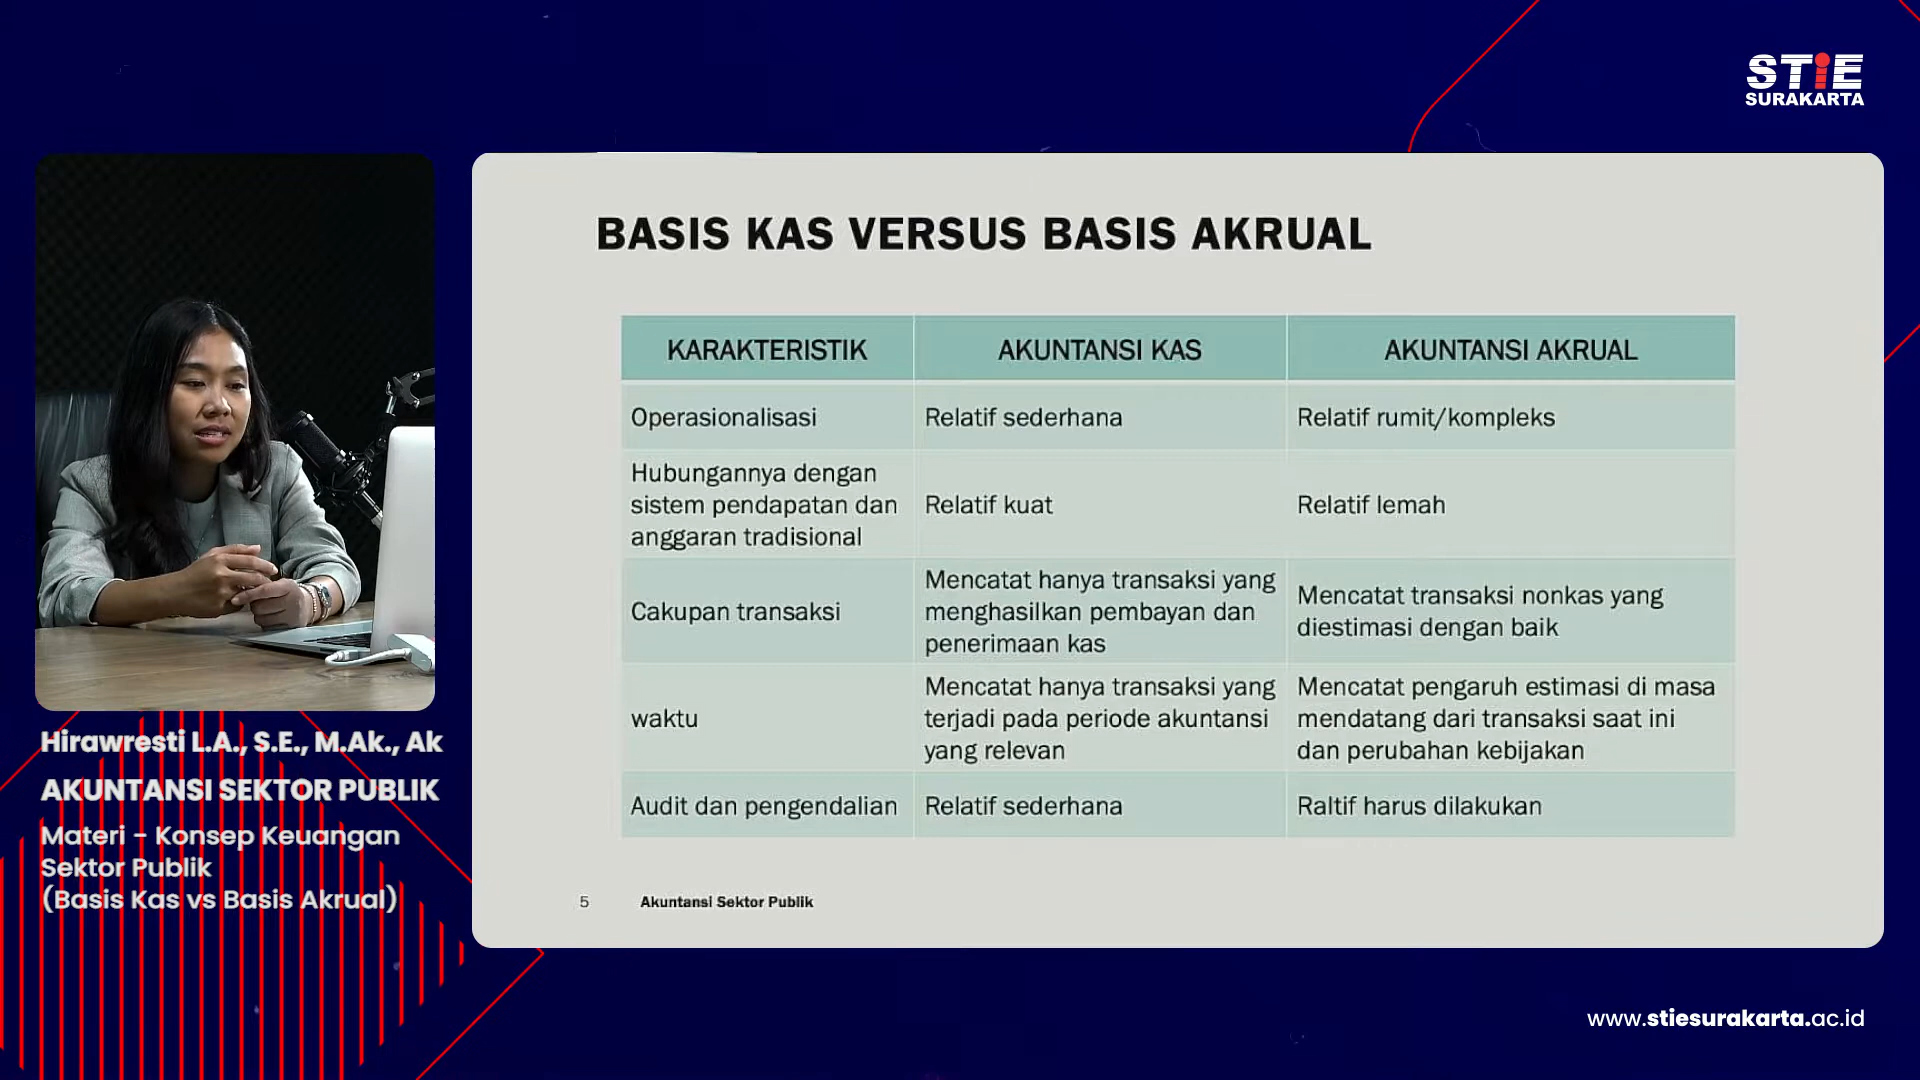 STiE
SURAKARTA
BASIS KAS VERSUS BASIS AKRUAL
KARAKTERISTIK
AKUNTANSI KAS
AKUNTANSI AKRUAL
Operasionalisasi
Relatif sederhana
Relatif rumit/kompleks
Hubungannya dengan
sistem pendapatan dan
anggaran tradisional
Relatif kuat
Relatif lemah
Cakupan transaksi
Mencatat hanya transaksi yang
menghasilkan pembayan dan
penerimaan kas
Mencatat transaksi nonkas yang
diestimasi dengan baik
waktu
Mencatat hanya transaksi yang
terjadi pada periode akuntansi
yang relevan
Mencatat pengaruh estimasi di masa
mendatang dari transaksi saat ini
dan perubahan kebijakan
Audit dan pengendalian
Relatif sederhana
Raltif harus dilakukan
5
Akuntansi Sektor Publik
Hirawresti L.A., S.E., M.Ak., Ak
AKUNTANSI SEKTOR PUBLIK
Materi - Konsep Keuangan
Sektor Publik
(Basis Kas vs Basis Akrual)
www.stiesurakarta.ac.id